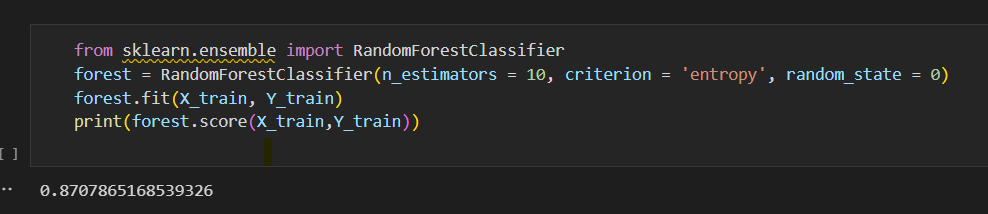 from sklearn.ensemble import RandomForestClassifier
forest = RandomForestClassifier(n_estimators = 10, criterion = 'entropy', random_state = 0)
forest.fit(X_train, Y_train)
print(forest.score(X_train,Y_train))
[ ]
..
0.8707865168539326